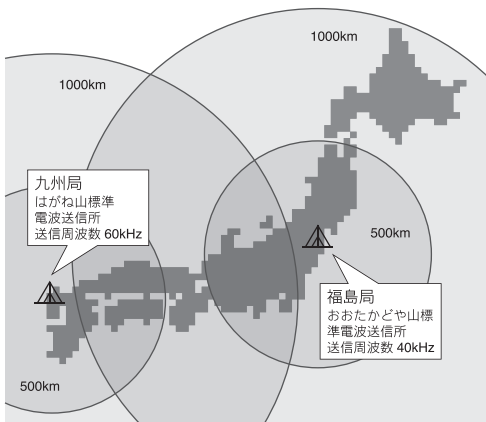 1000km
1000km
九州局
はがね山標準
電波送信所
送信周波数 60kHz
500km
福島局
おおたかどや山標
準電波送信所
送信周波数 40kHz
500km